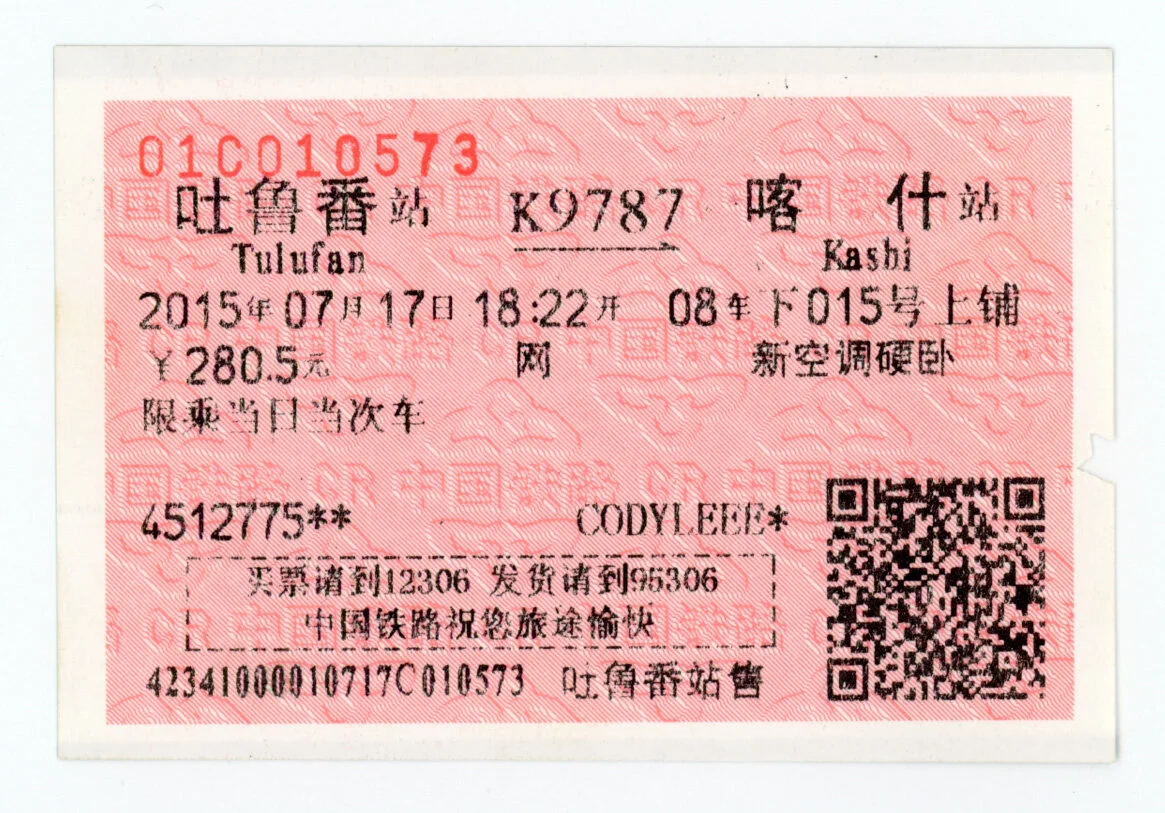 01C010573
吐鲁番站 K9787 喀什站
Tulufan Kashi
2015年07月17日 18:22开 08车下015号上铺
¥280.5元 网 新空调硬卧
限乘当日当次车
4512775** CODYLEEE*
买票请到12306 发货请到95306
中国铁路祝您旅途愉快
42341000010717C010573 吐鲁番站售